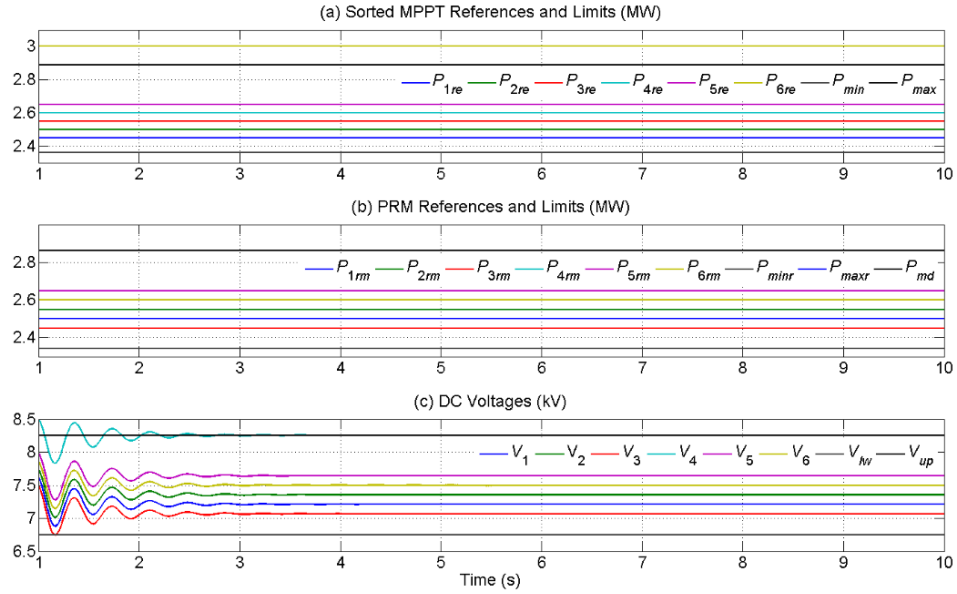 (a) Sorted MPPT References and Limits (MW)
3
2.8
2.6
2.4
P1re P2re P3re P4re P5re P6re Pmin Pmax
1 2 3 4 5 6 7 8 9 10
(b) PRM References and Limits (MW)
2.8
2.6
2.4
P1rm P2rm P3rm P4rm P5rm P6rm Pminr Pmaxr Pmd
1 2 3 4 5 6 7 8 9 10
(c) DC Voltages (kV)
8.5
8
7.5
7
6.5
V1 V2 V3 V4 V5 V6 Vlw Vup
1 2 3 4 5 6 7 8 9 10
Time (s)